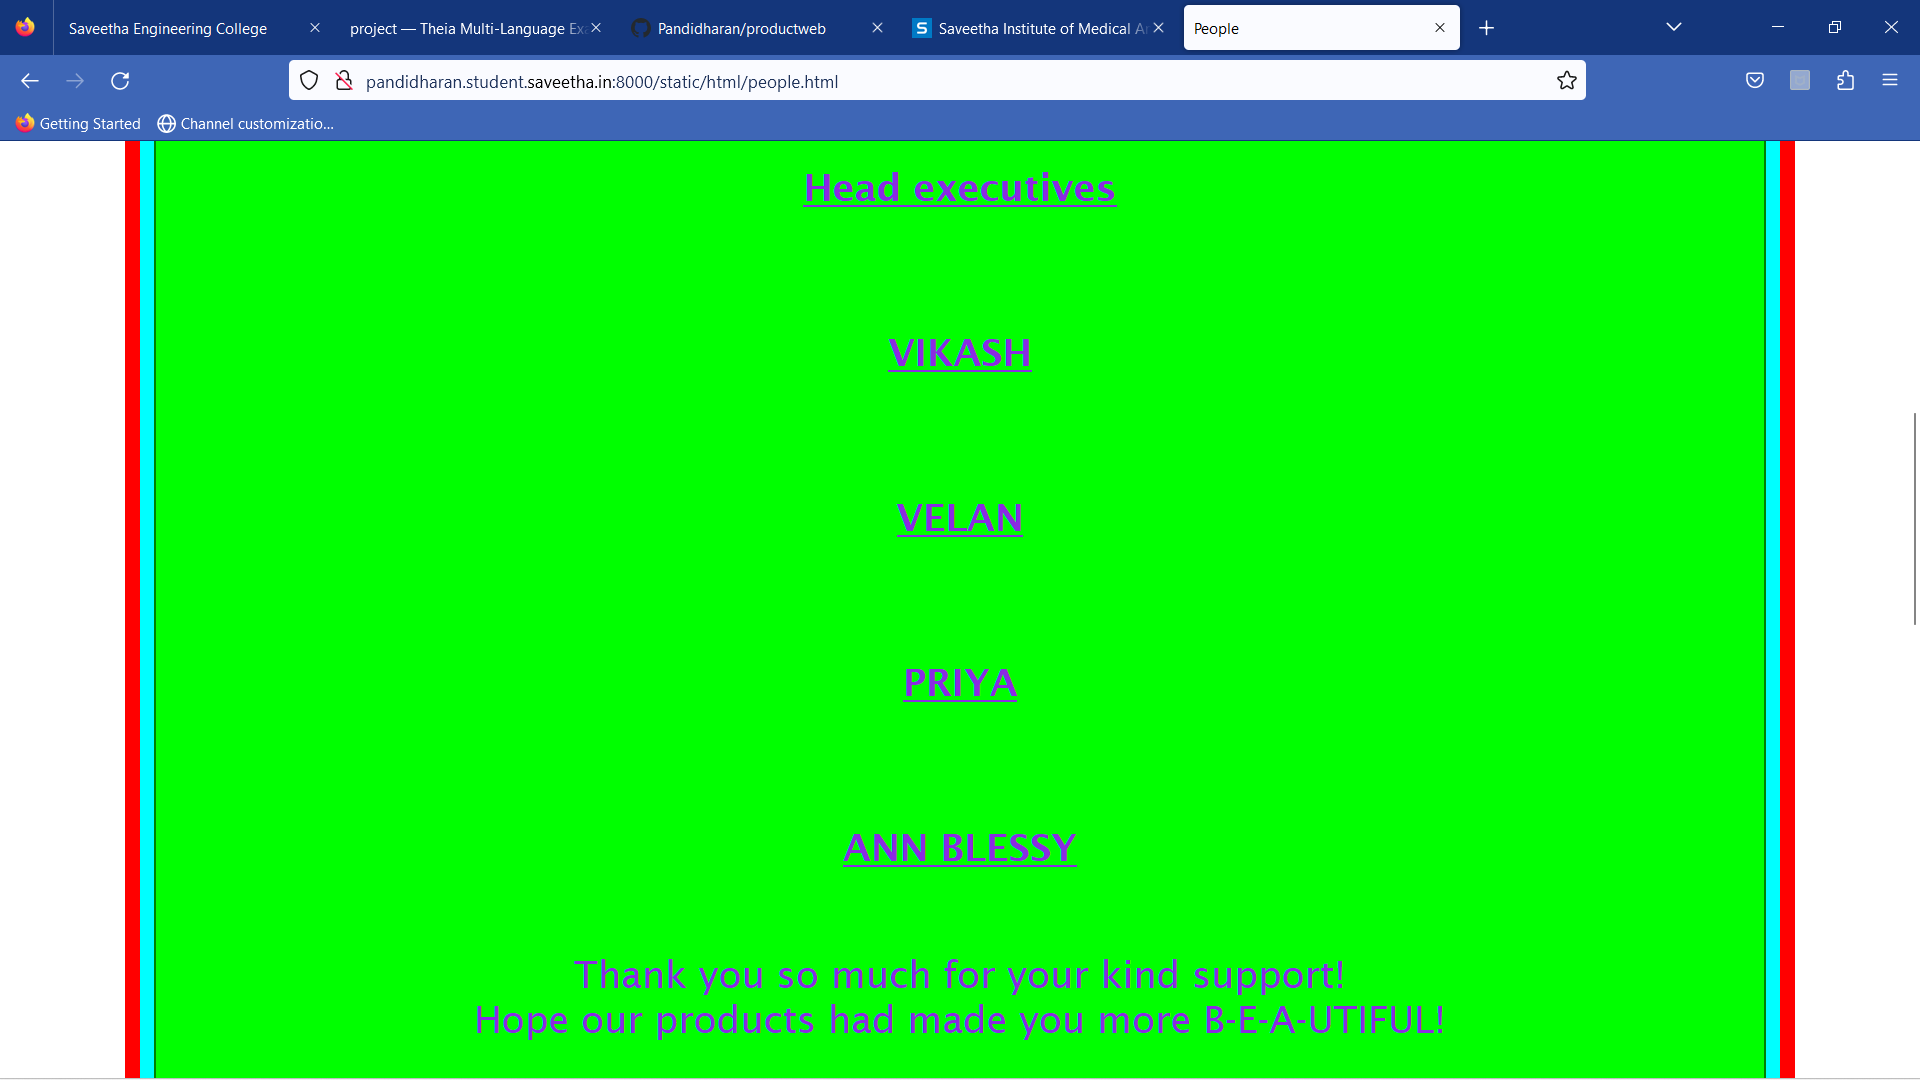 Saveetha Engineering College
project — Theia Multi-Language Ex
Pandidharan/productweb
S Saveetha Institute of Medical A
People
pandidharan.student.saveetha.in:8000/static/html/people.html
Getting Started
Channel customizatio...
Head executives
VIKASH
VELAN
PRIYA
ANN BLESSY
Thank you so much for your kind support!
Hope our products had made you more B-E-A-UTIFUL!